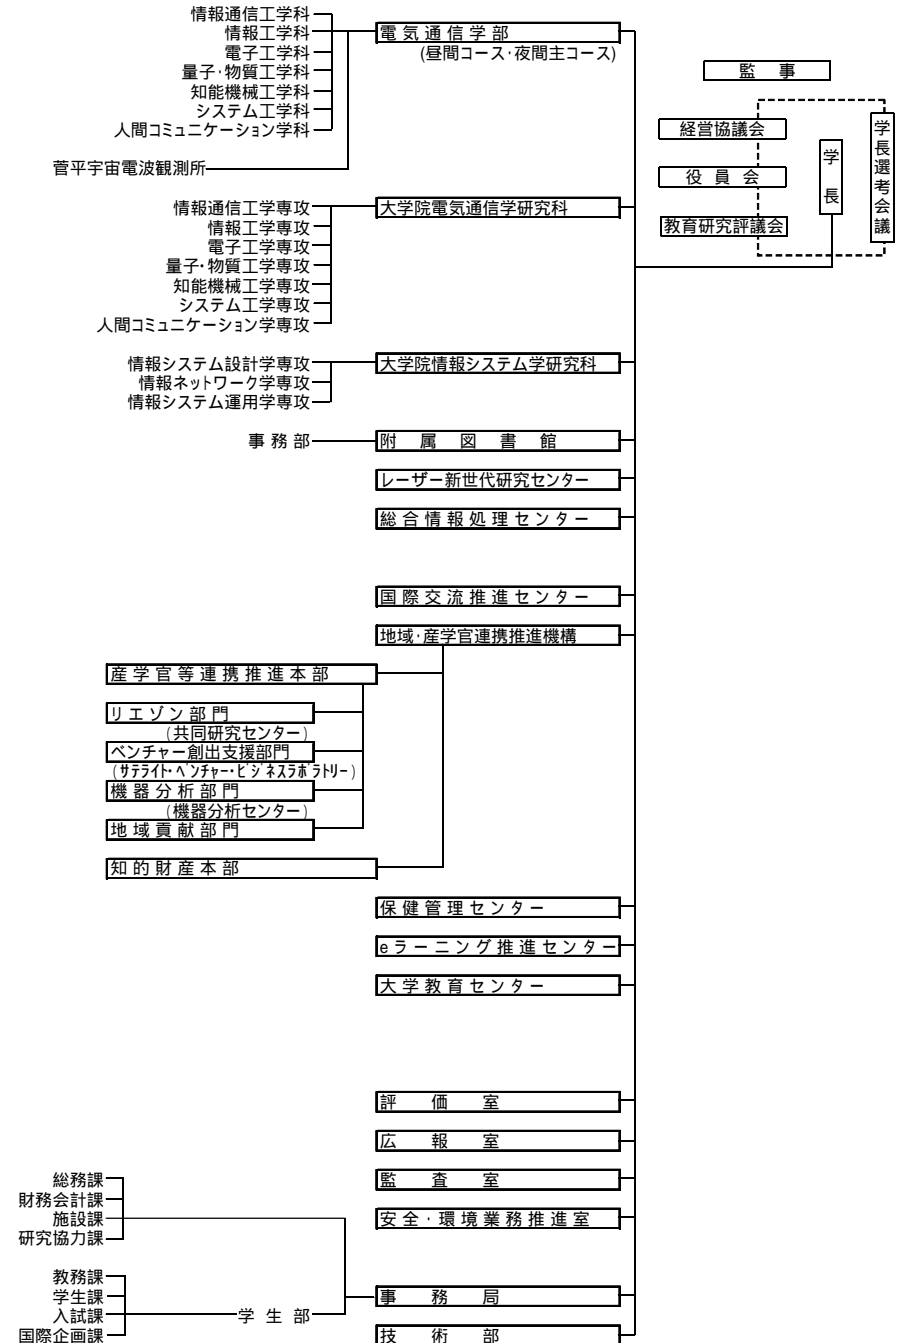 情報通信工学科
情報工学科
電子工学科
量子・物質工学科
知能機械工学科
システム工学科
人間コミュニケーション学科
菅平宇宙電波観測所
電気通信学部
(昼間コース・夜間主コース)
監事
経営協議会
役員会
教育研究評議会
学長
学長選考会議
情報通信工学専攻
情報工学専攻
電子工学専攻
量子・物質工学専攻
知能機械工学専攻
システム工学専攻
人間コミュニケーション学専攻
大学院電気通信学研究科
情報システム設計学専攻
情報ネットワーク学専攻
情報システム運用学専攻
大学院情報システム学研究科
事務部
附属図書館
レーザー新世代研究センター
総合情報処理センター
国際交流推進センター
地域・産学官連携推進機構
産学官等連携推進本部
リエゾン部門
(共同研究センター)
ベンチャー創出支援部門
(サテライト・ベンチャー・ビジネスラボラトリー)
機器分析部門
(機器分析センター)
地域貢献部門
知的財産本部
保健管理センター
eラーニング推進センター
大学教育センター
評価室
広報室
監査室
安全・環境業務推進室
総務課
財務会計課
施設課
研究協力課
教務課
学生課
入試課
国際企画課
学生部
事務局
技術部